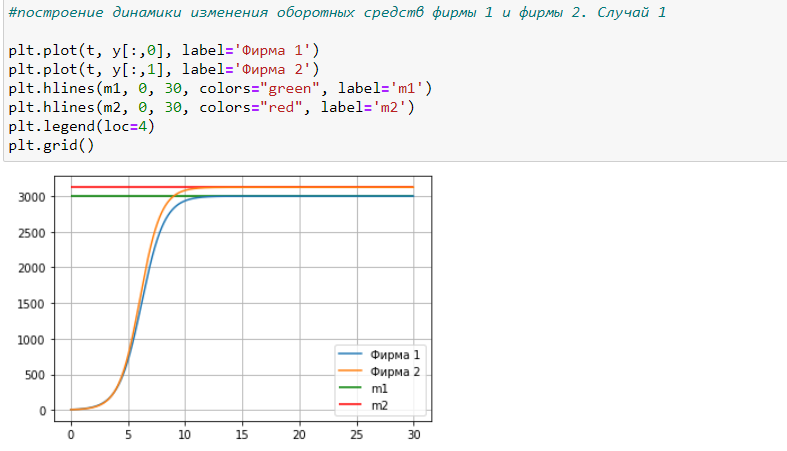 #построение динамики изменения оборотных средств фирмы 1 и фирмы 2. Случай 1
plt.plot(t, y[:,0], label='Фирма 1')
plt.plot(t, y[:,1], label='Фирма 2')
plt.hlines(m1, 0, 30, colors="green", label='m1')
plt.hlines(m2, 0, 30, colors="red", label='m2')
plt.legend(loc=4)
plt.grid()
3000
2500
2000
1500
1000
500
0
Фирма 1
Фирма 2
m1
m2
0 5 10 15 20 25 30